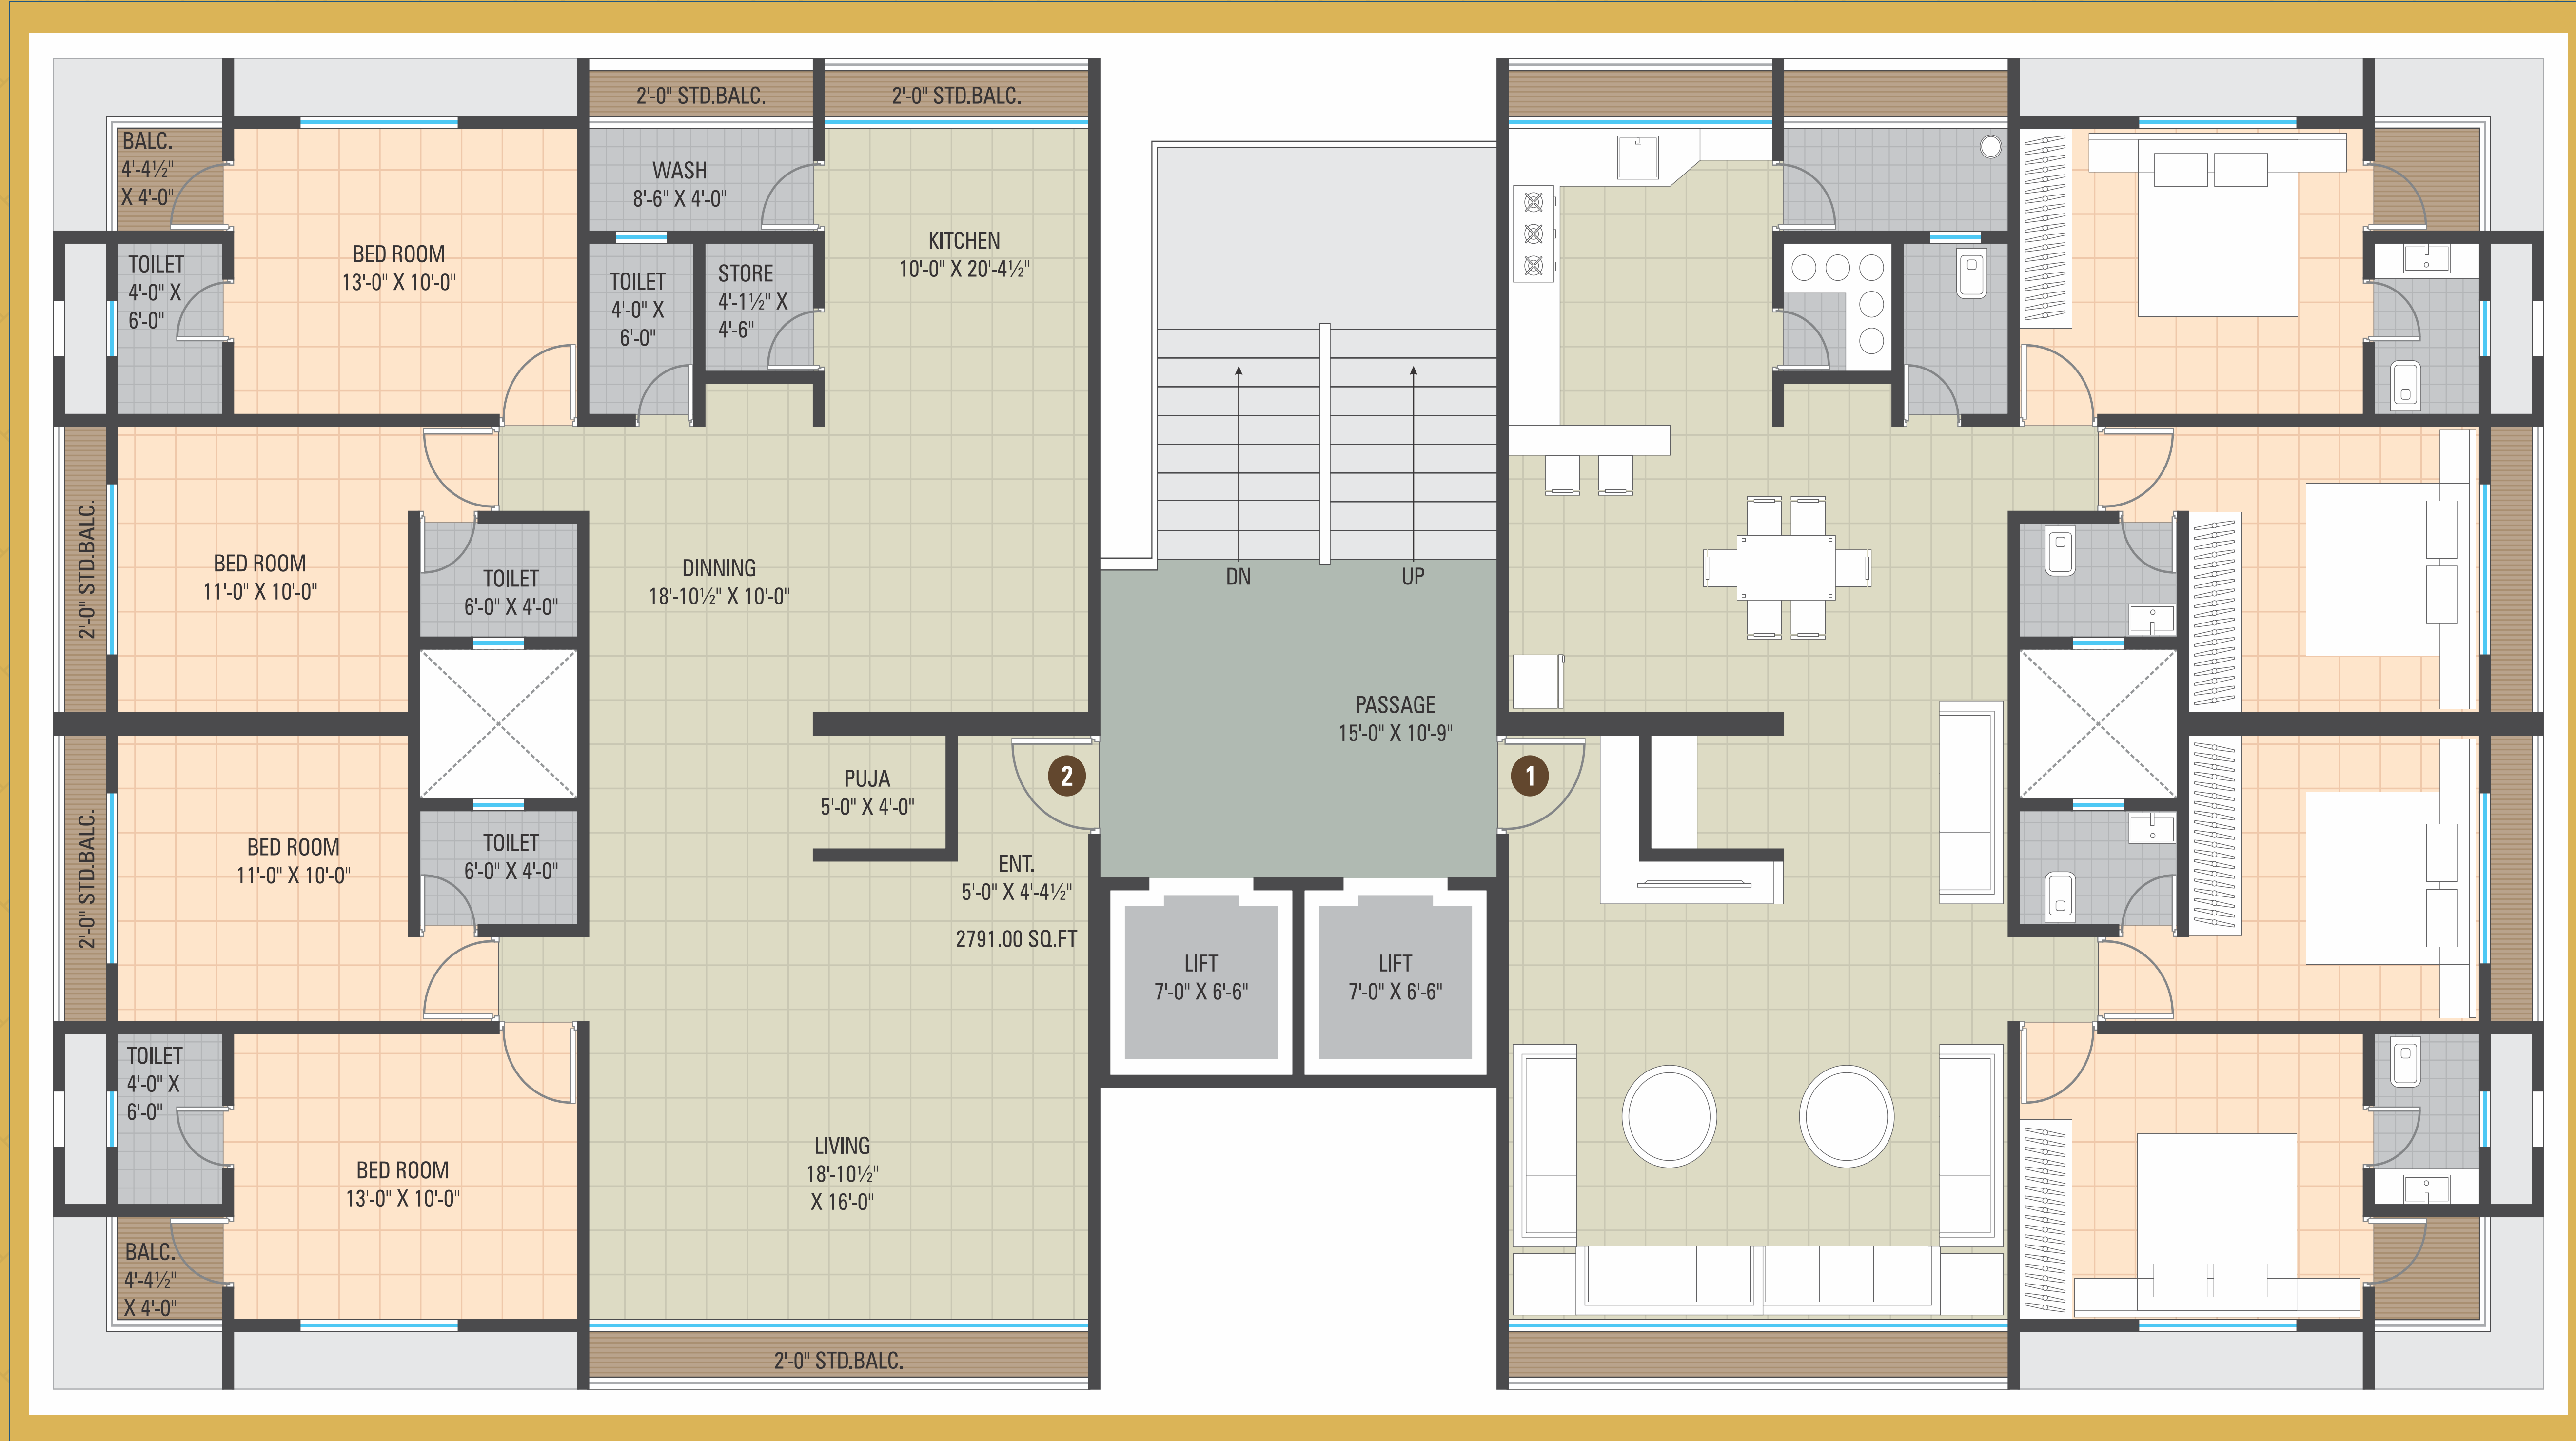 2'-0" STD.BALC.
2'-0" STD.BALC.
BALC.
4'-4½"
X 4'-0"
WASH
8'-6" X 4'-0"
BED ROOM
13'-0" X 10'-0"
KITCHEN
10'-0" X 20'-4½"
TOILET
4'-0" X
6'-0"
TOILET
4'-0" X
6'-0"
STORE
4'-1½" X
4'-6"
2'-0" STD.BALC.
BED ROOM
11'-0" X 10'-0"
TOILET
6'-0" X 4'-0"
DINNING
18'-10½" X 10'-0"
DN
UP
PASSAGE
15'-0" X 10'-9"
PUJA
5'-0" X 4'-0"
2
1
2'-0" STD.BALC.
BED ROOM
11'-0" X 10'-0"
TOILET
6'-0" X 4'-0"
ENT.
5'-0" X 4'-4½"
2791.00 SQ.FT
LIFT
7'-0" X 6'-6"
LIFT
7'-0" X 6'-6"
TOILET
4'-0" X
6'-0"
BED ROOM
13'-0" X 10'-0"
LIVING
18'-10½"
X 16'-0"
BALC.
4'-4½"
X 4'-0"
2'-0" STD.BALC.